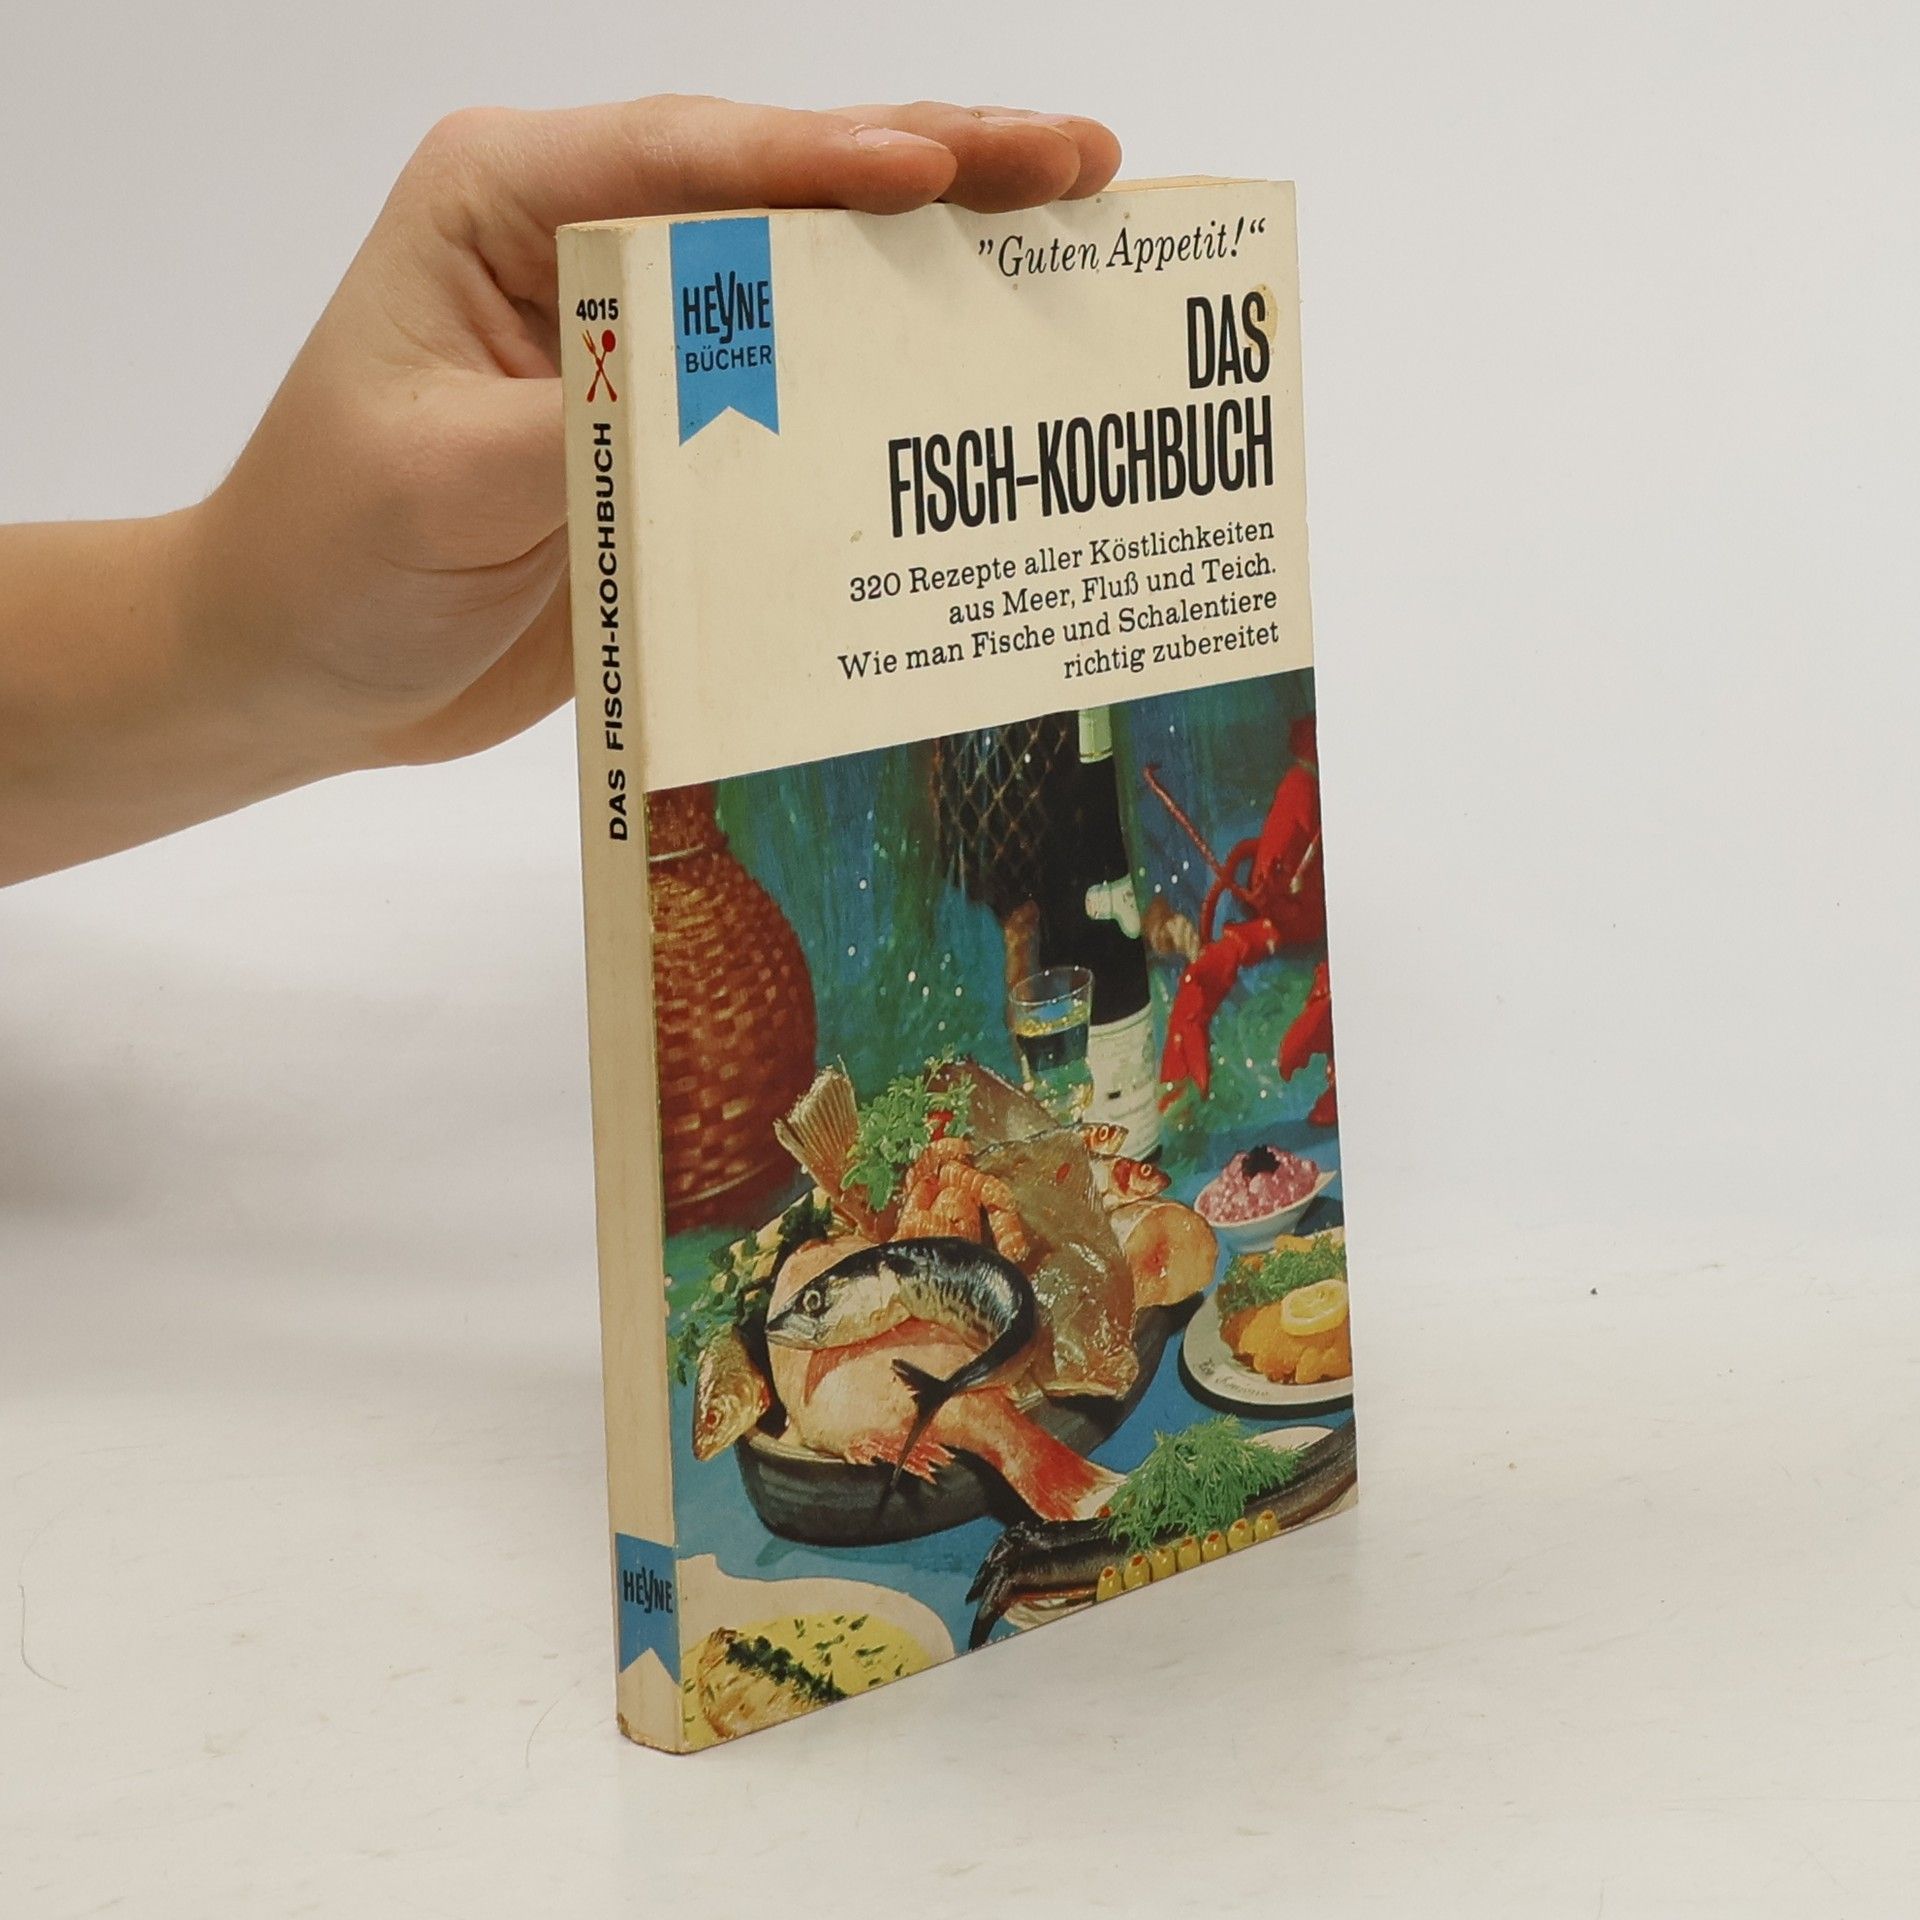 4015
DAS FISCH-KOCHBUCH
HEYNE
HEYNE
BÜCHER
"Guten Appetit!“
DAS
FISCH-KOCHBUCH
320 Rezepte aller Köstlichkeiten
aus Meer, Fluß und Teich.
Wie man Fische und Schalentiere
richtig zubereitet